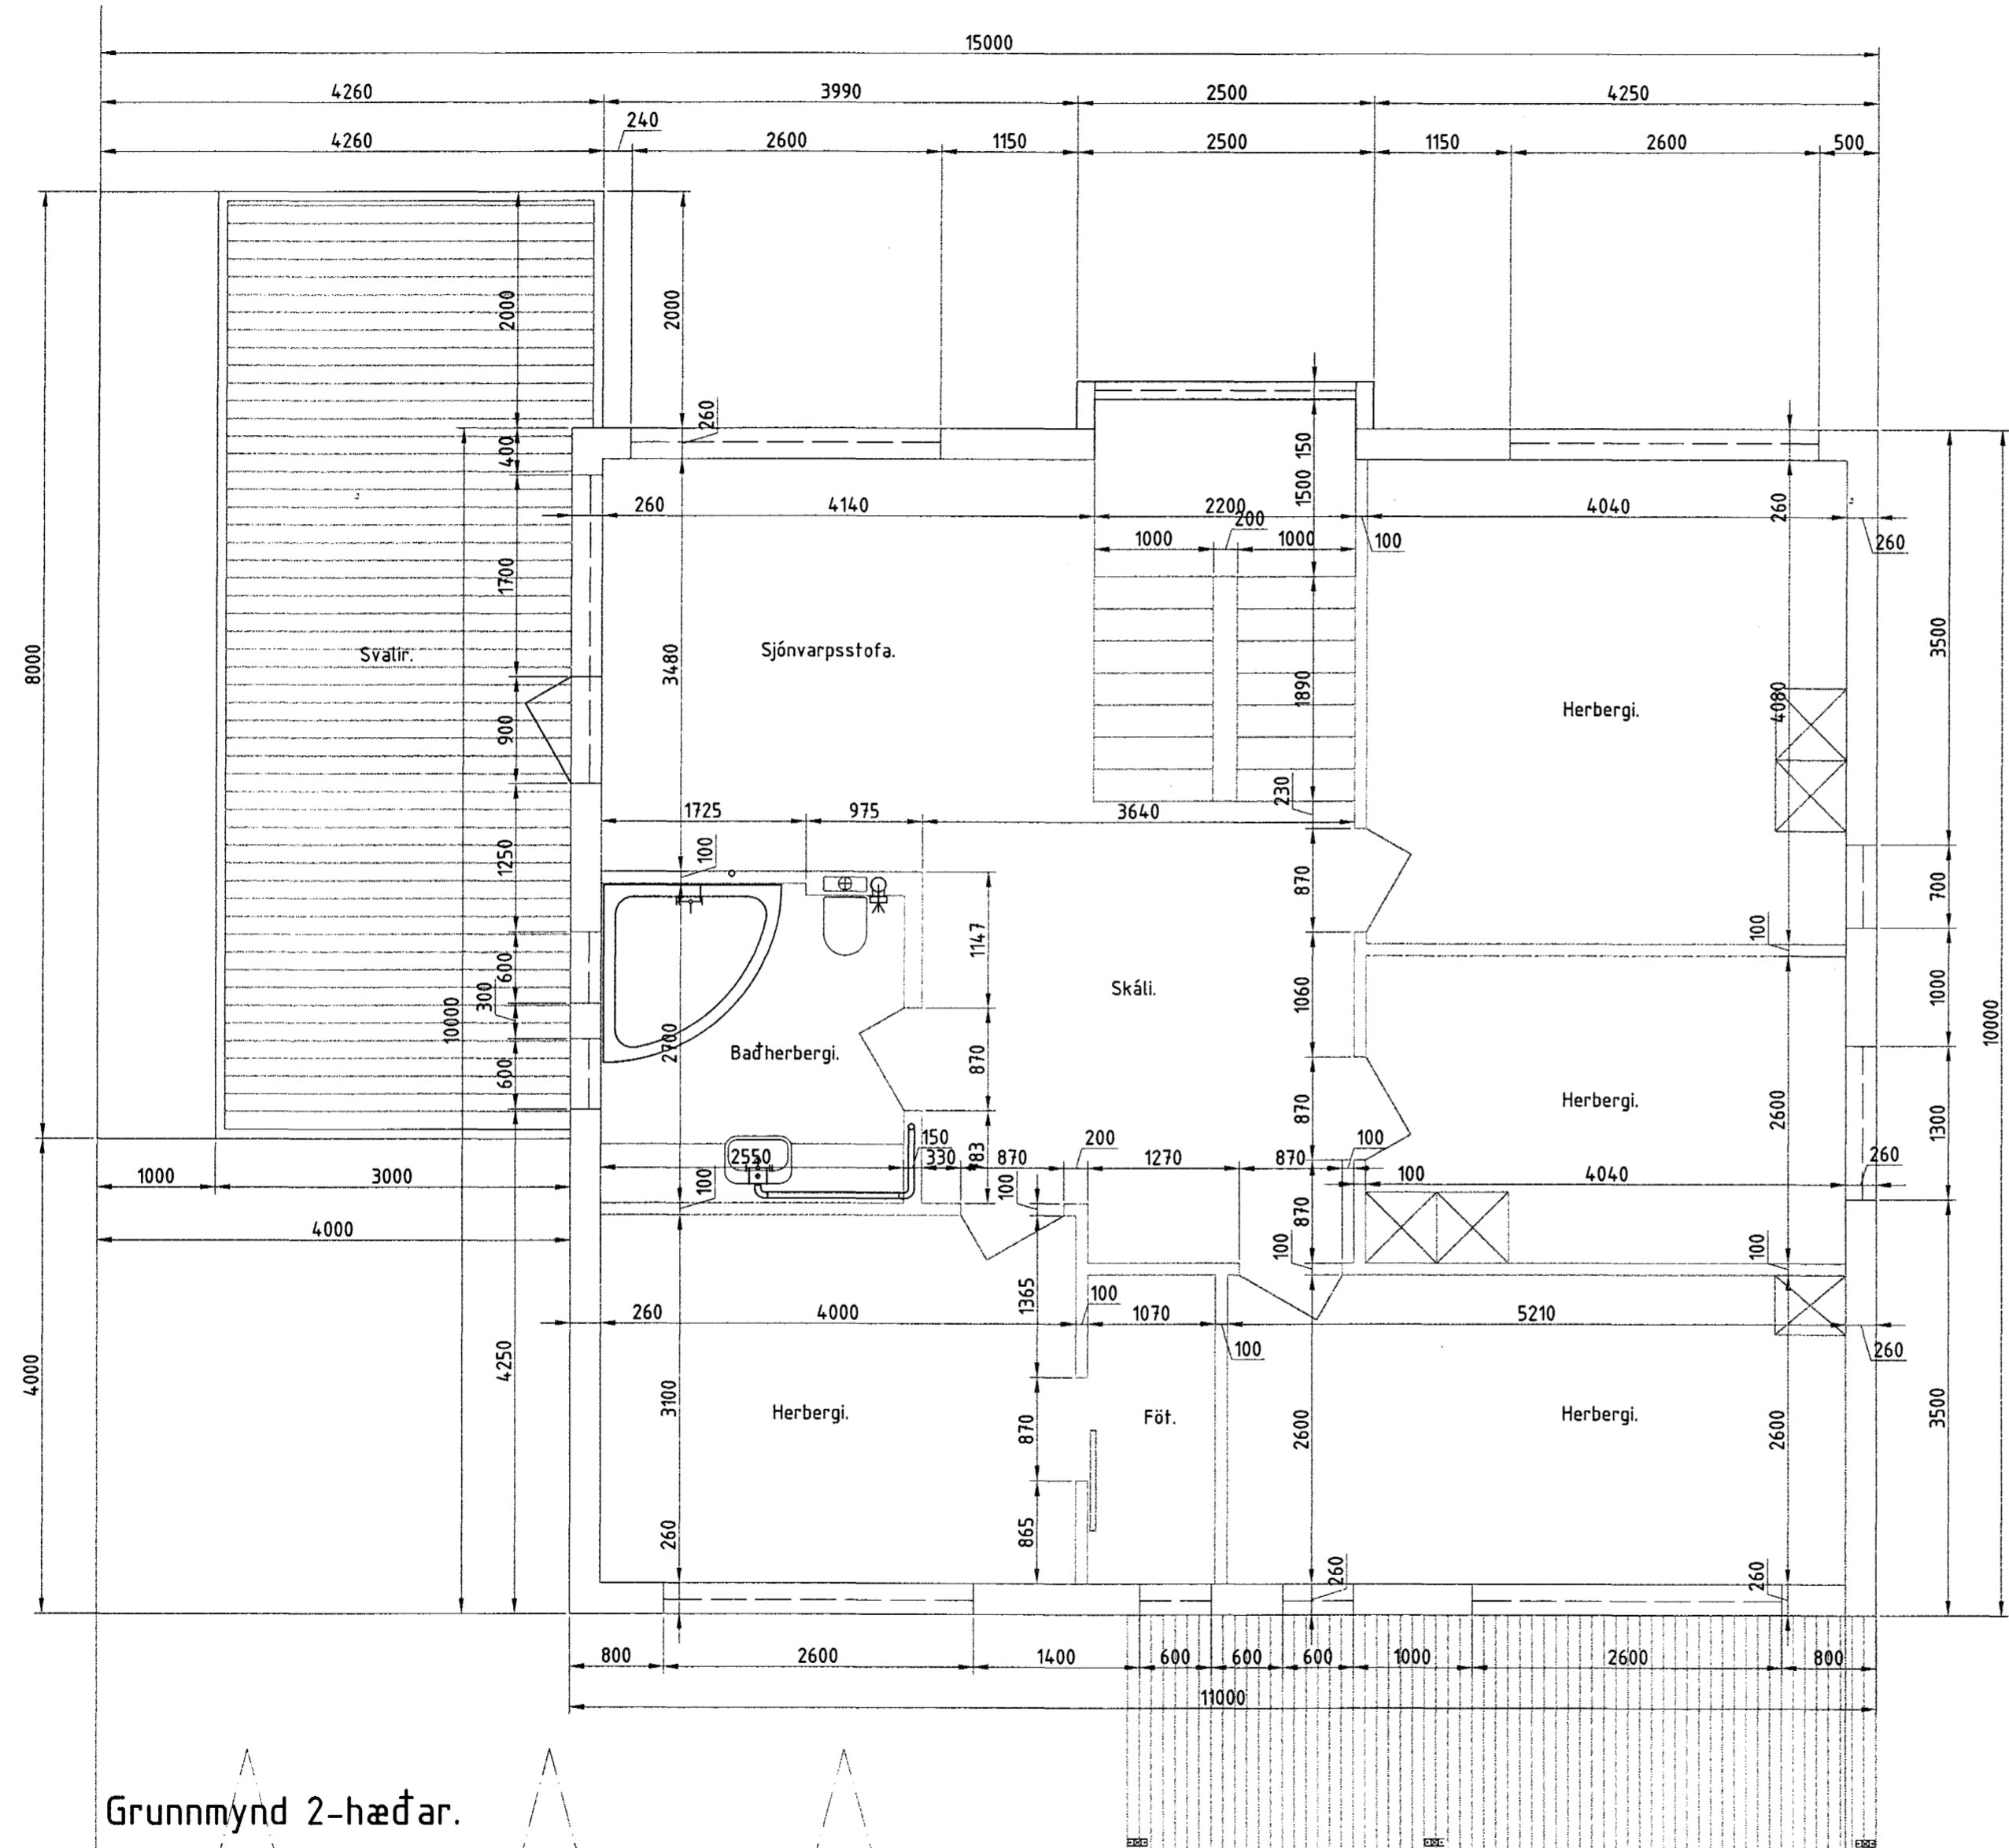 15000
4260 3990 2500 4250
240
4260 2600 1150 2500 1150 2600 500
2000 2000
260
400 150
260 4140 2200 4040
1500 260
200
1000 1000 100 260
1700
3480 1890 3500
8000 Svalir. Sjónvarpsstofa.
4080
Herbergi.
900
230
1725 975 3640
1250 100 870
700
1147 100
600 300 1060 1000
Skáli.
10000 2700 10000
Baðherbergi. 870
600 870 2600 1300
Herbergi.
150 200 100 260
2550 330 483 870 1270 870
1000 3000 100 100 100 4040
870
4000 100 100
1365
100
260 4000 1070 5210
100 260
4000 4250 3100 870 2600 2600 3500
Herbergi. Föt. Herbergi.
260 865 260 260
800 2600 1400 600 600 600 1000 2600 800
11000
Grunnmynd 2-hæðar.